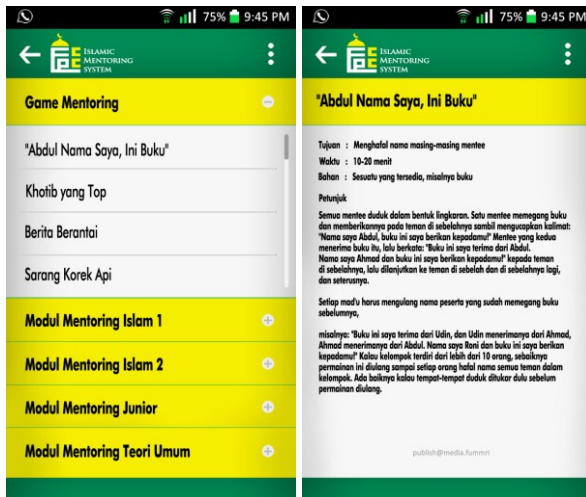 75% 9:45 PM
ISLAMIC
MENTORING
SYSTEM
Game Mentoring
"Abdul Nama Saya, Ini Buku"
Khotib yang Top
Berita Berantai
Sarang Korek Api
Modul Mentoring Islam 1
Modul Mentoring Islam 2
Modul Mentoring Junior
Modul Mentoring Teori Umum
75% 9:45 PM
ISLAMIC
MENTORING
SYSTEM
"Abdul Nama Saya, Ini Buku"
Tujuan : Menghafal nama masing-masing mentee
Waktu : 10-20 menit
Bahan : Sesuatu yang tersedia, misalnya buku
Petunjuk
Semua mentee duduk dalam bentuk lingkaran. Satu mentee memegang buku
dan memberikannya pada teman di sebelahnya sambil mengucapkan kalimat:
"Nama saya Abdul, buku ini saya berikan kepadamu!" Mentee yang kedua
menerima buku itu, lalu berkata: "Buku ini saya terima dari Abdul.
Nama saya Ahmad dan buku ini saya berikan kepadamu!" kepada teman
di sebelahnya, lalu dilanjutkan ke teman di sebelah dan di sebelahnya lagi,
dan seterusnya.
Setiap mad'u harus mengulang nama peserta yang sudah memegang buku
sebelumnya,
misalnya: "Buku ini saya terima dari Udin, dan Udin menerimanya dari Ahmad,
Ahmad menerimanya dari Abdul. Nama saya Roni dan buku ini saya berikan
kepadamu!" Kalau kelompok terdiri dari lebih dari 10 orang, sebaiknya
permainan ini diulang sampai setiap orang hafal nama semua teman dalam
kelompok. Ada baiknya kalau tempat-tempat duduk ditukar dulu sebelum
permainan diulang.
publish@media.fummri